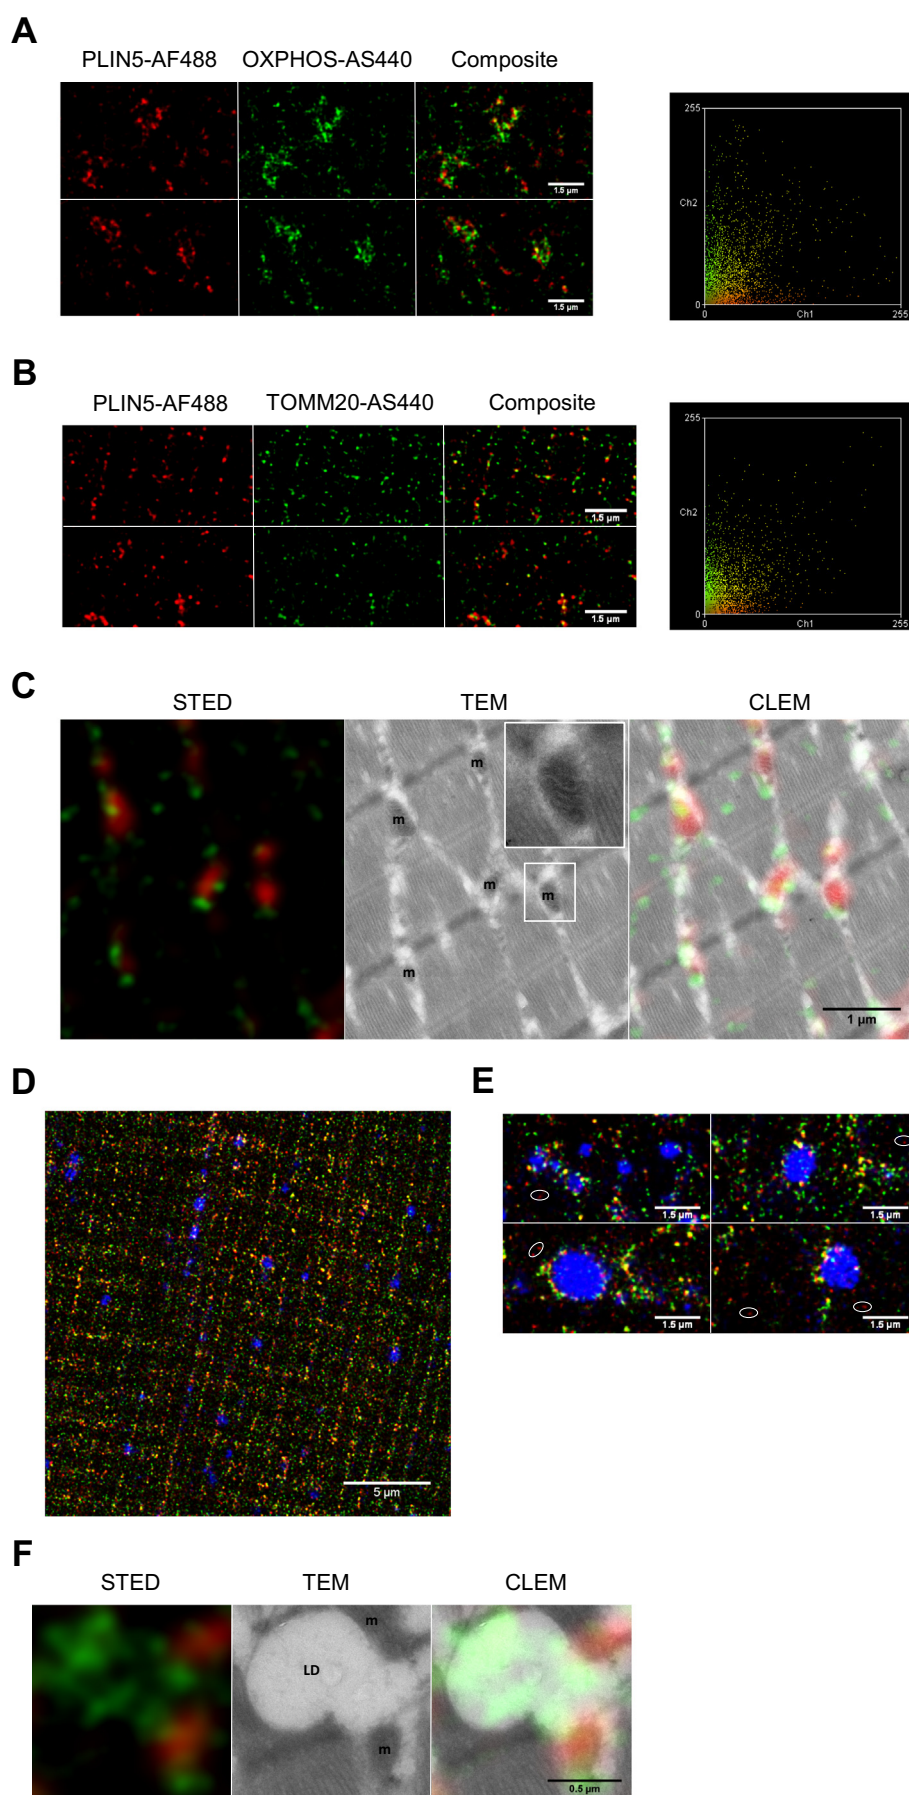 A
PLIN5-AF488 OXPHOS-AS440 Composite
1.5 µm
1.5 µm
255
Ch2
0
0 Ch1 255
B
PLIN5-AF488 TOMM20-AS440 Composite
1.5 µm
1.5 µm
255
Ch2
0
0 Ch1 255
C
STED TEM CLEM
m
m
m
m
m
1 µm
D
5 µm
E
1.5 µm
1.5 µm
1.5 µm
1.5 µm
F
STED TEM CLEM
m
LD
m
0.5 µm